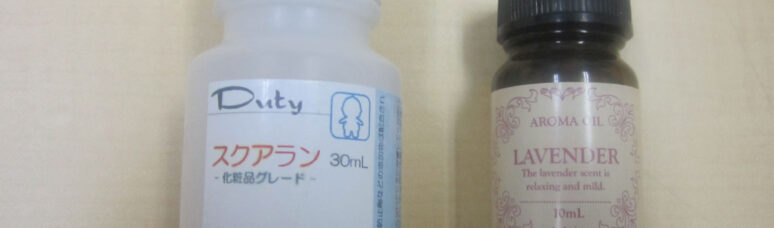 Duty
スクアラン 30mL
- 化粧品グレード -
AROMA OIL
LAVENDER
The lavender scent is
relaxing and mild.
10mL